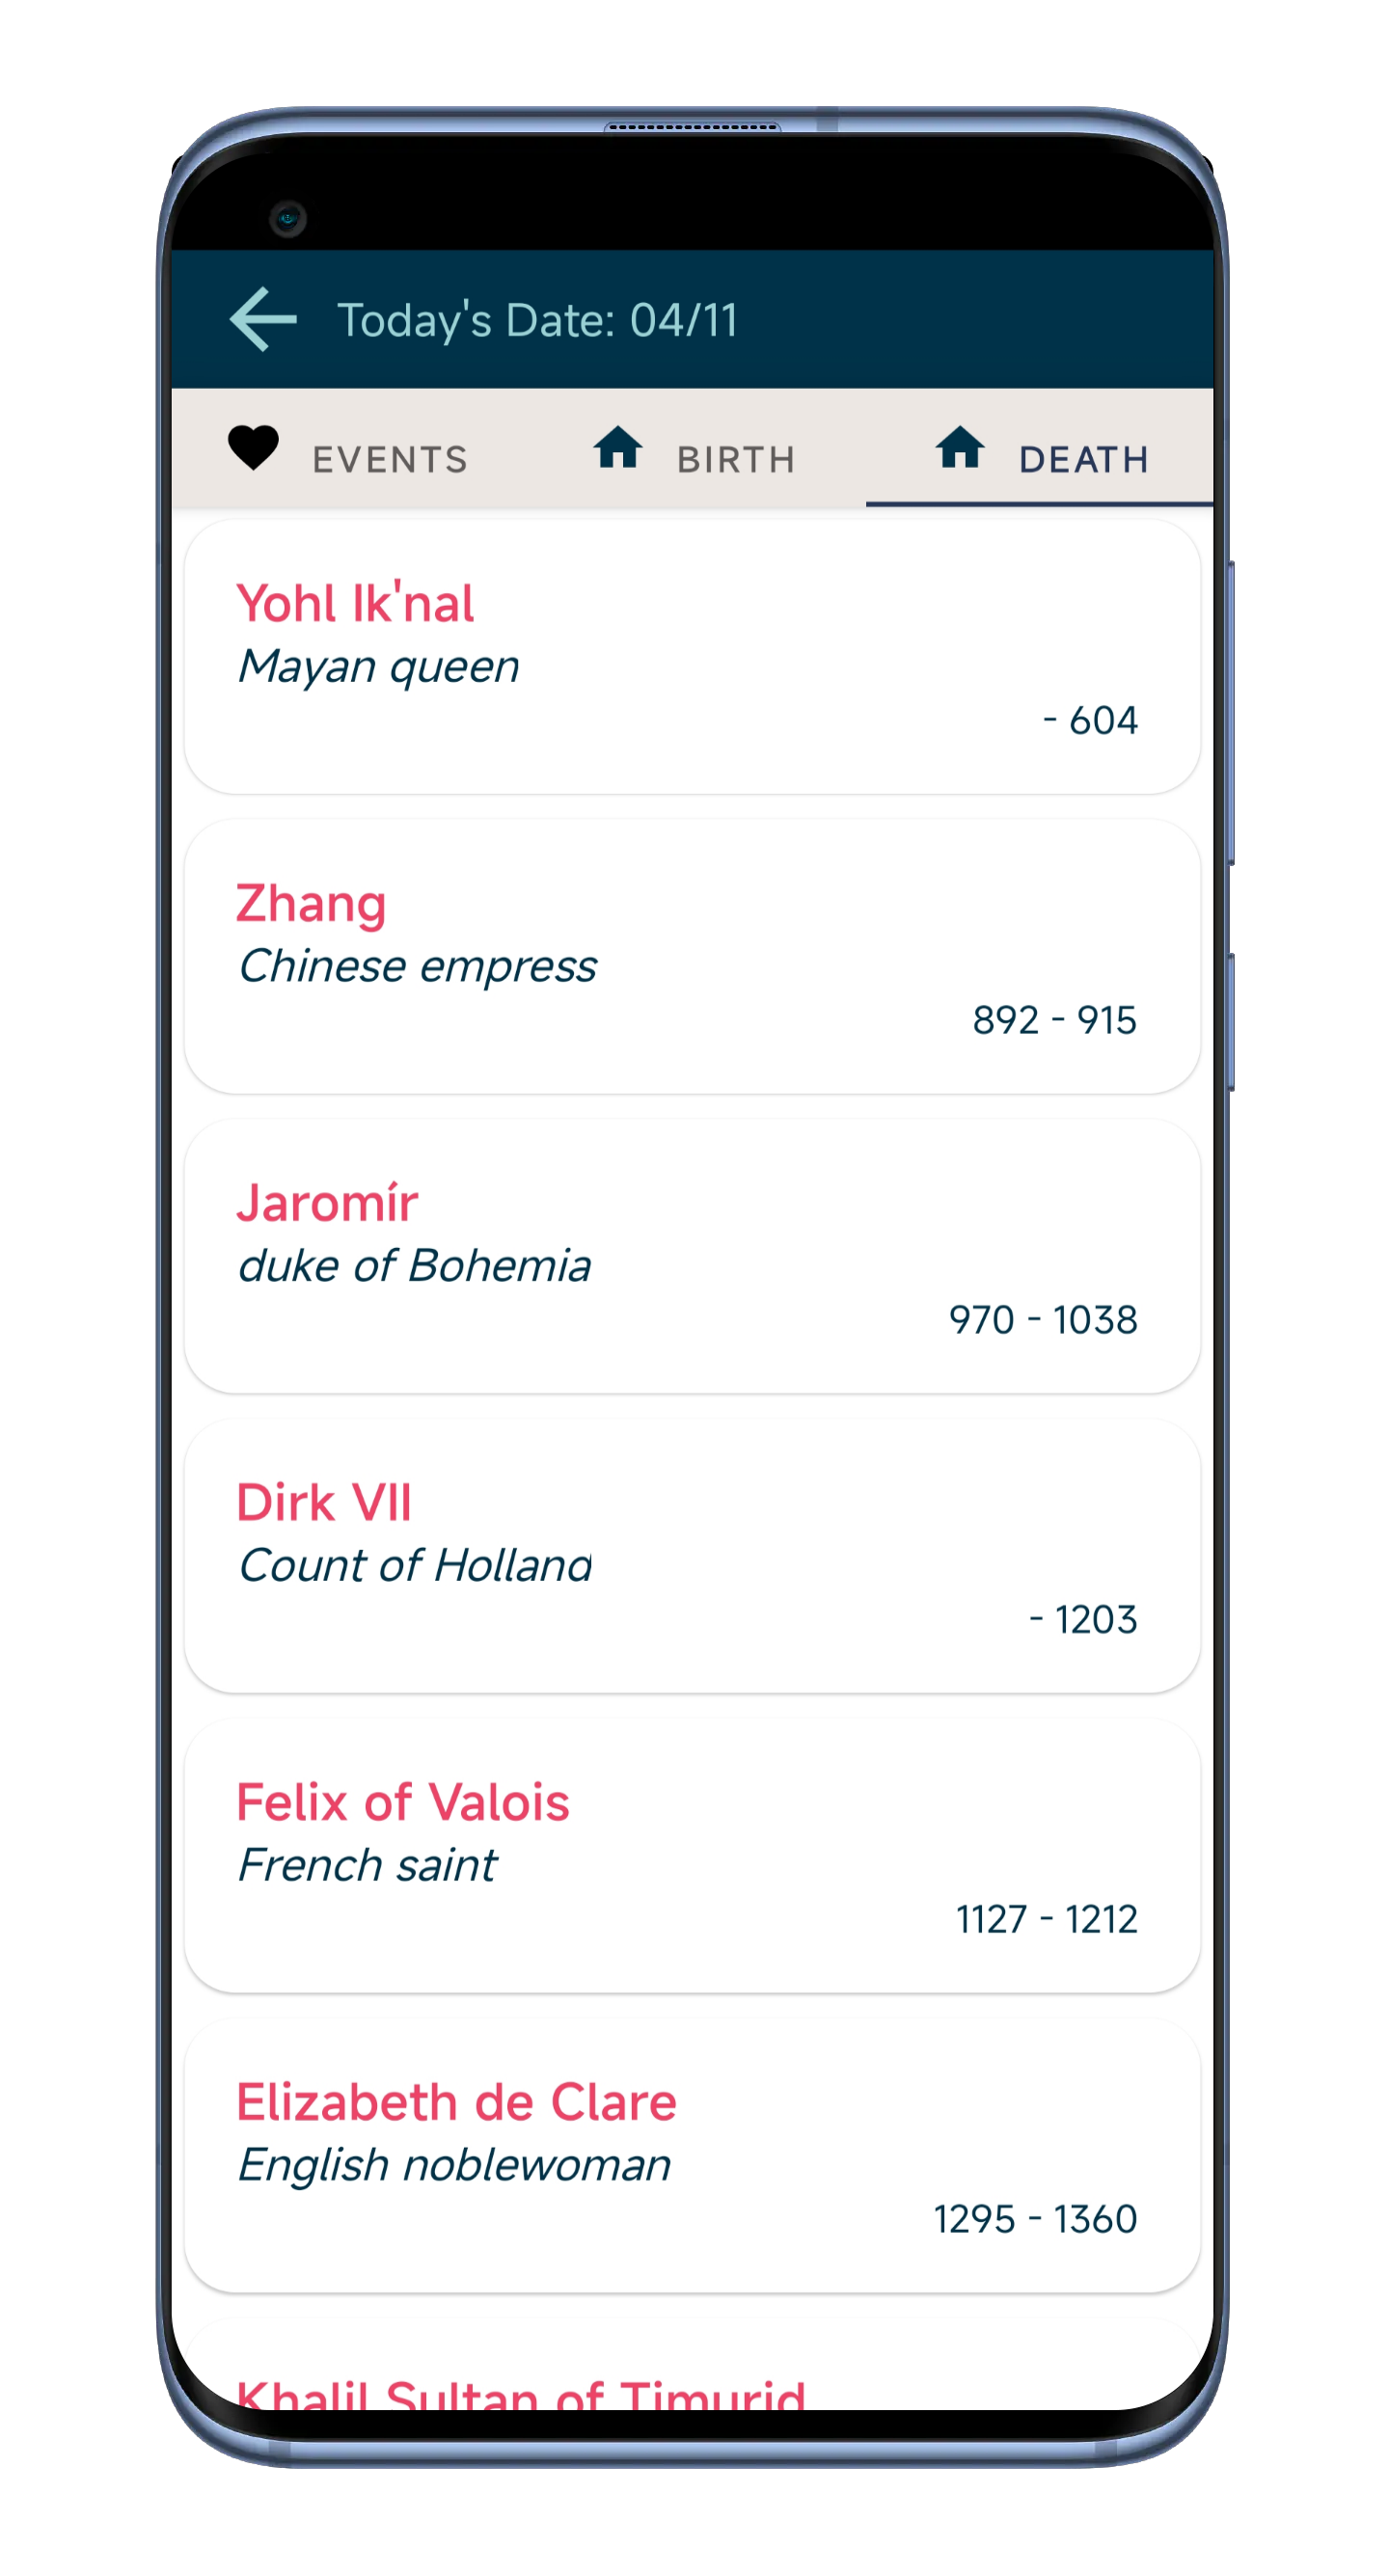 Today's Date: 04/11
EVENTS BIRTH DEATH
Yohl Ik'nal
Mayan queen
- 604
Zhang
Chinese empress
892 - 915
Jaromír
duke of Bohemia
970 - 1038
Dirk VII
Count of Holland
- 1203
Felix of Valois
French saint
1127 - 1212
Elizabeth de Clare
English noblewoman
1295 - 1360
Khalil Sultan of Timurid